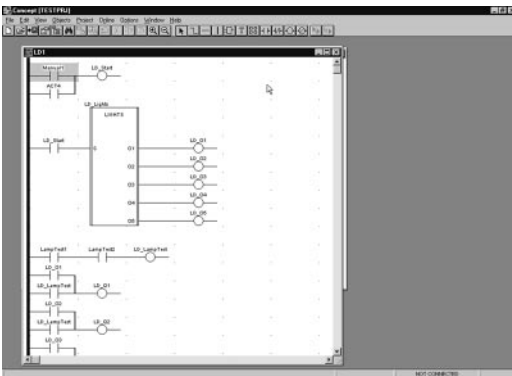 Concept [TESTPRJ]
File Edit View Objects Project Online Options Window Help
LD1
Manual1 LD_Start
ACT4
LD_Lights
LIGHTS
LD_Start S O1 LD_O1
O2 LD_O2
O3 LD_O3
O4 LD_O4
O5 LD_O5
LampTest1 LampTest2 LD_LampTest
LD_O1
LD_LampTest LD_O1
LD_O2
LD_LampTest LD_O2
LD_O3
NOT CONNECTED